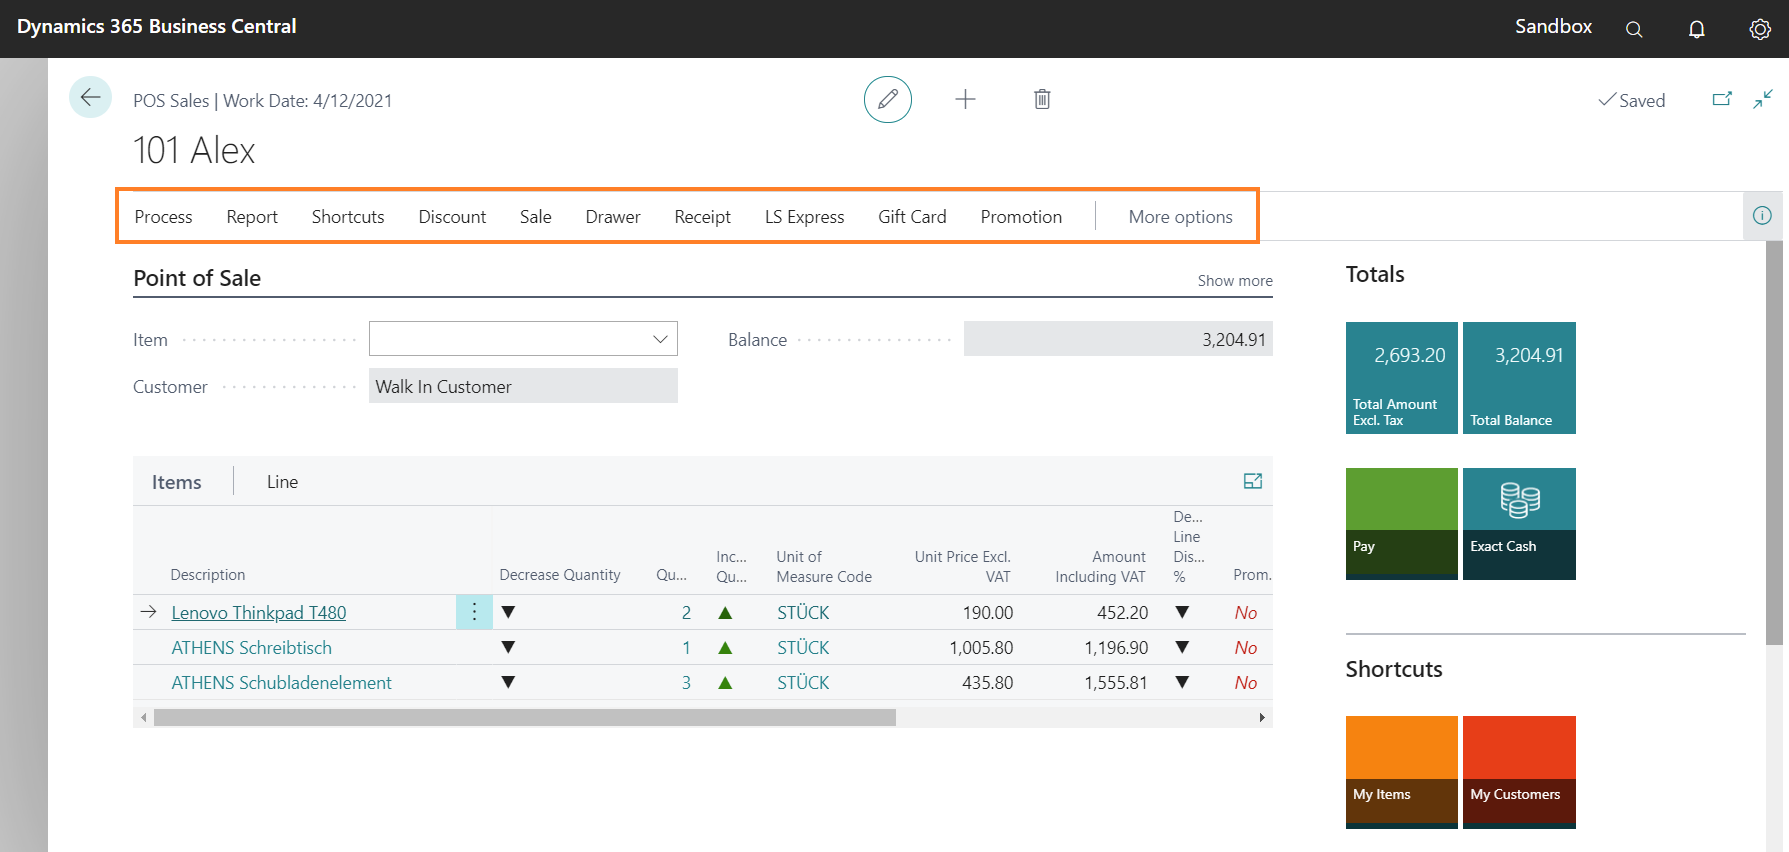 Dynamics 365 Business Central
Sandbox
POS Sales | Work Date: 4/12/2021
Saved
101 Alex
Process Report Shortcuts Discount Sale Drawer Receipt LS Express Gift Card Promotion More options
Point of Sale
Show more
Item
Balance 3,204.91
Customer Walk In Customer
Items Line
Description Decrease Quantity Qu... Inc... Qu... Unit of Measure Code Unit Price Excl. VAT Amount Including VAT De... Line Dis... % Prom.
Lenovo Thinkpad T480 2 STÜCK 190.00 452.20 No
ATHENS Schreibtisch 1 STÜCK 1,005.80 1,196.90 No
ATHENS Schubladenelement 3 STÜCK 435.80 1,555.81 No
Totals
2,693.20
Total Amount
Excl. Tax
3,204.91
Total Balance
Pay
Exact Cash
Shortcuts
My Items
My Customers